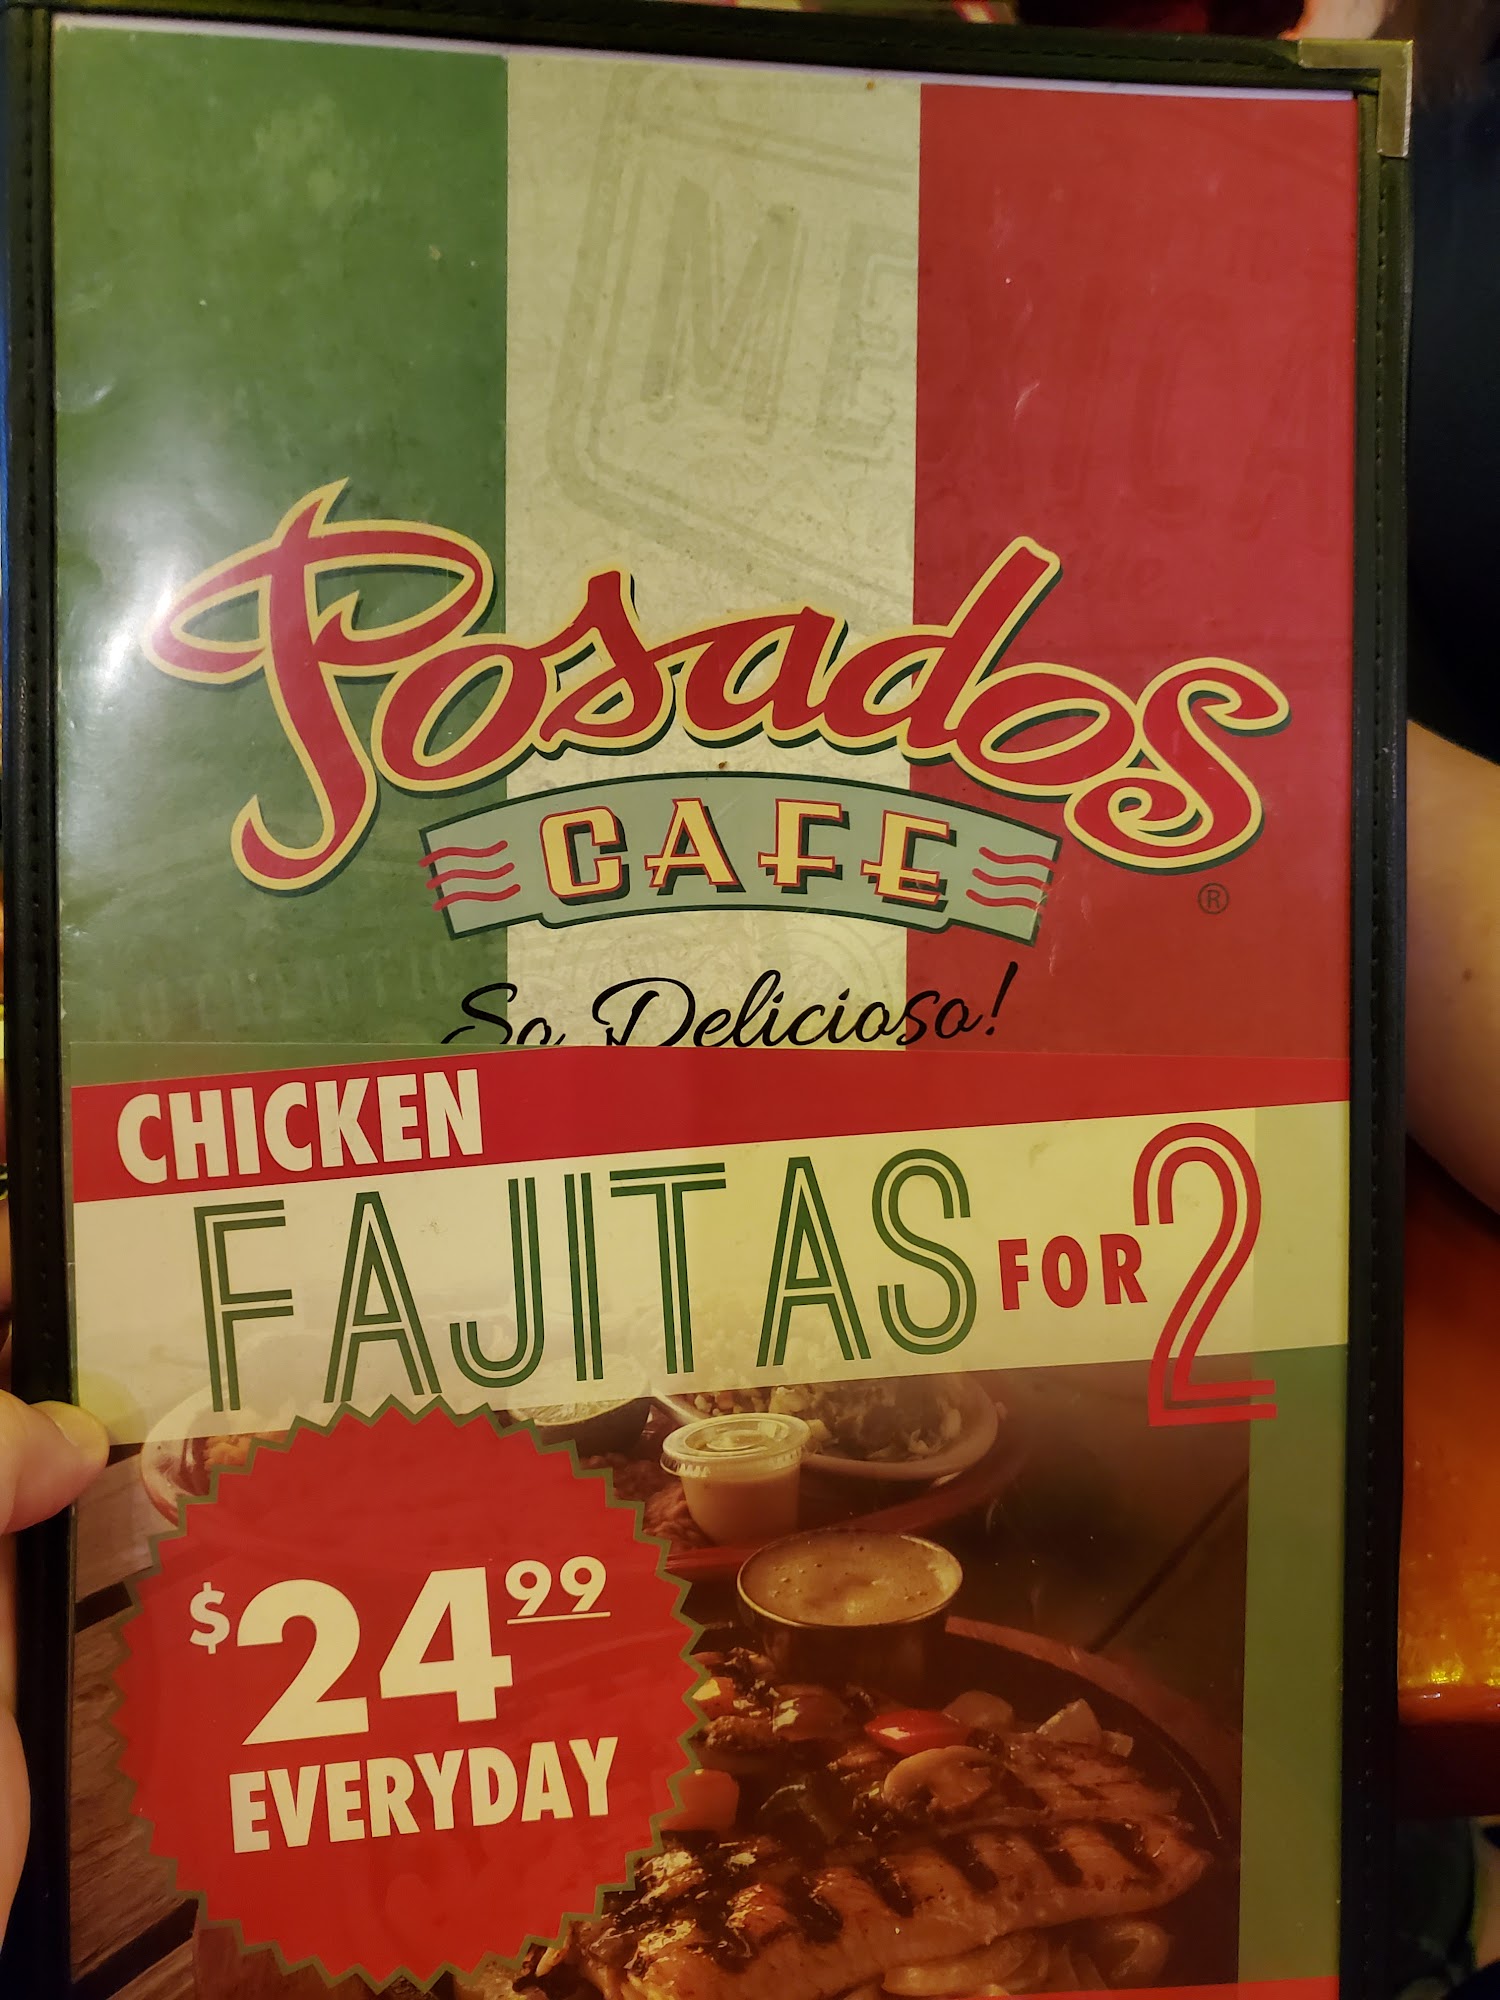 Posados
CAFE
®
So Delicioso!
CHICKEN
FAJITAS FOR 2
$24.99
EVERYDAY